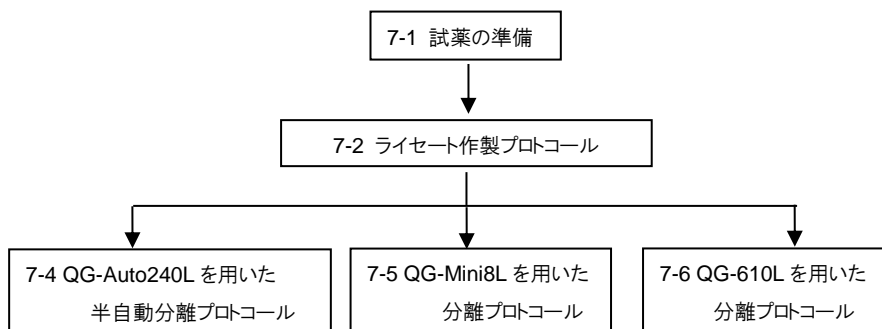 7-1 試薬の準備
7-2 ライセート作製プロトコール
7-4 QG-Auto240L を用いた
半自動分離プロトコール
7-5 QG-Mini8L を用いた
分離プロトコール
7-6 QG-610L を用いた
分離プロトコール